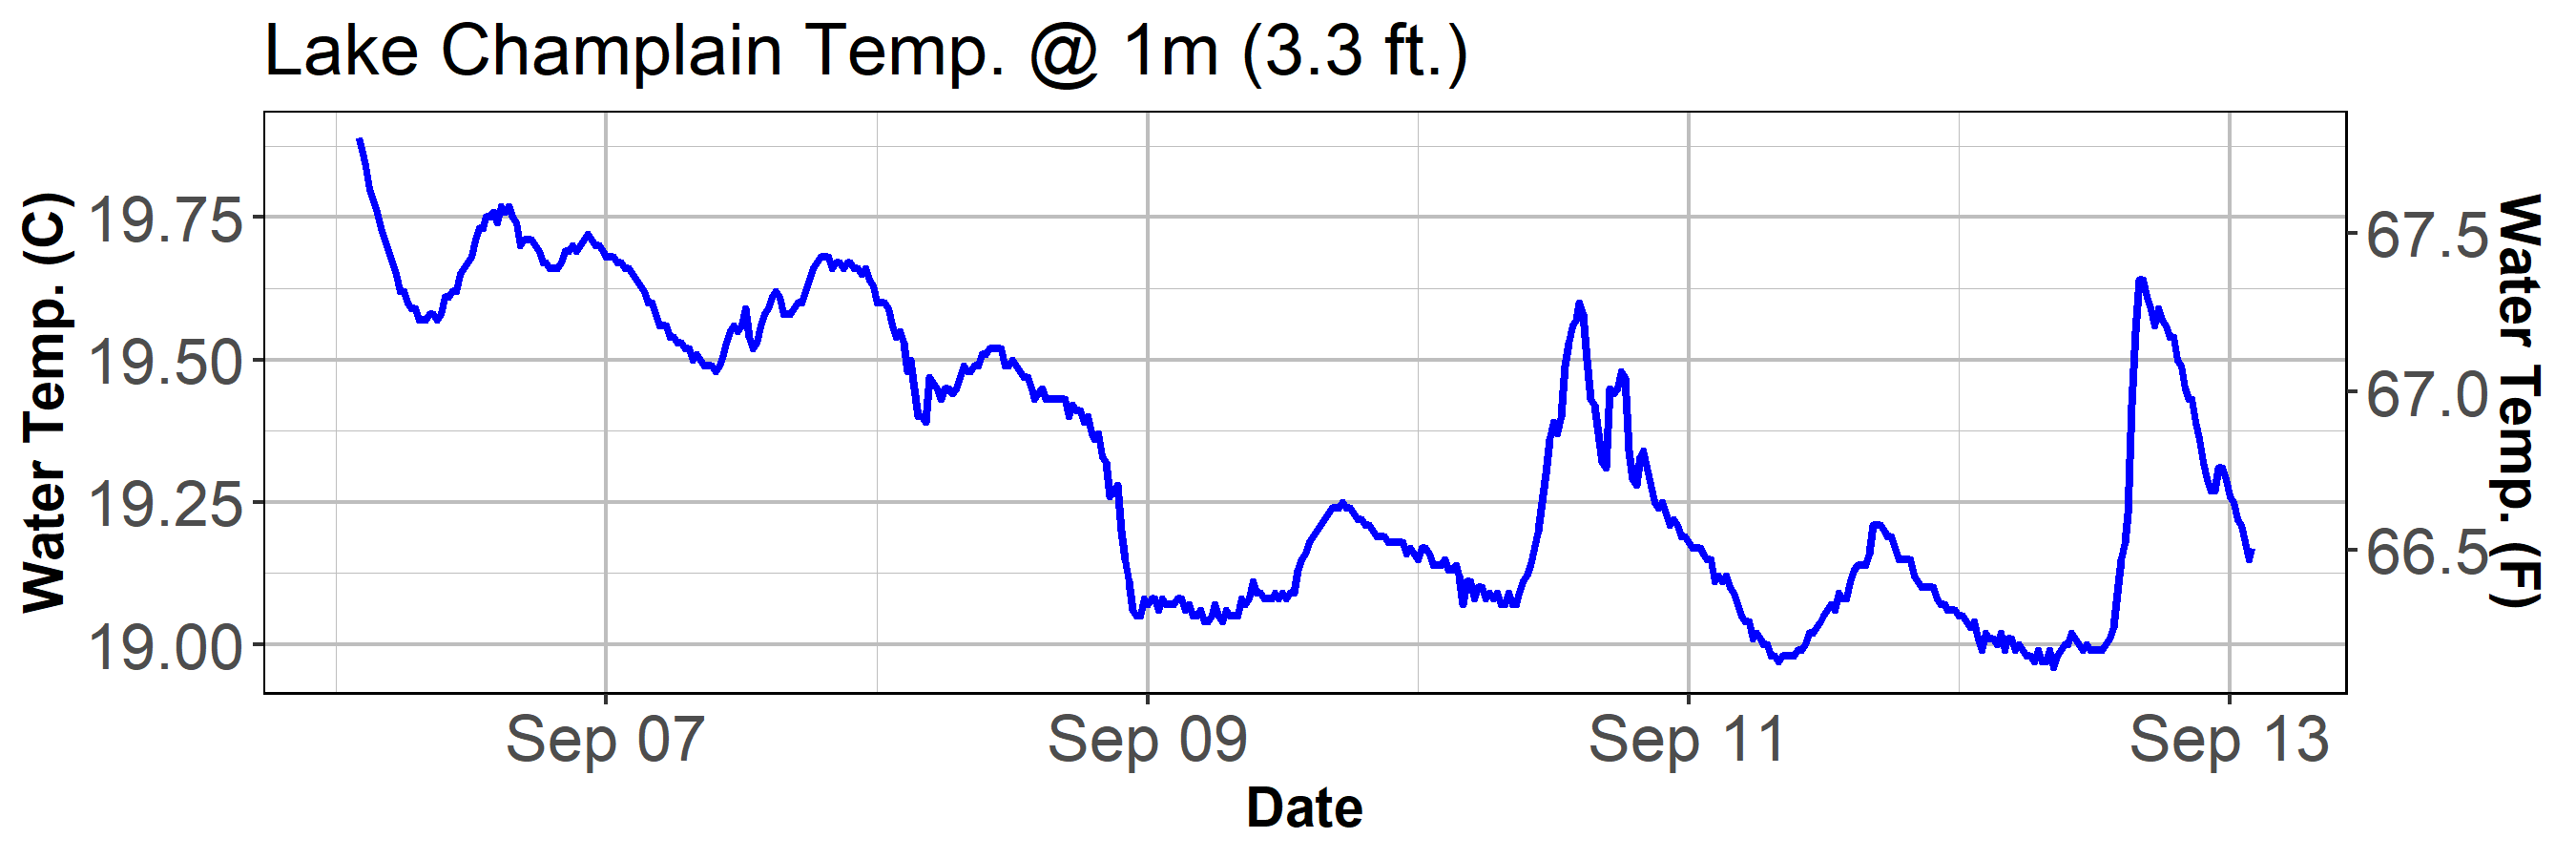 Lake Champlain Temp. @ 1m (3.3 ft.)
Water Temp. (C)
19.75
19.50
19.25
19.00
67.5
67.0
66.5
Water Temp. (F)
Sep 07
Sep 09
Sep 11
Sep 13
Date